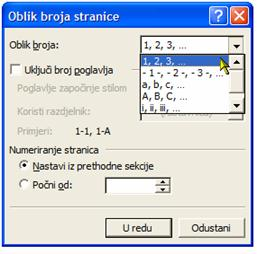 Oblik broja stranice
Oblik broja: 1, 2, 3, ...
1, 2, 3, ...
- 1 -, - 2 -, - 3 -, ...
a, b, c, ...
A, B, C, ...
i, ii, iii, ...
Uključi broj poglavlja
Poglavlje započinje stilom
Koristi razdjelnik:
Primjeri: 1-1, 1-A
Numeriranje stranica
Nastavi iz prethodne sekcije
Počni od:
U redu
Odustani